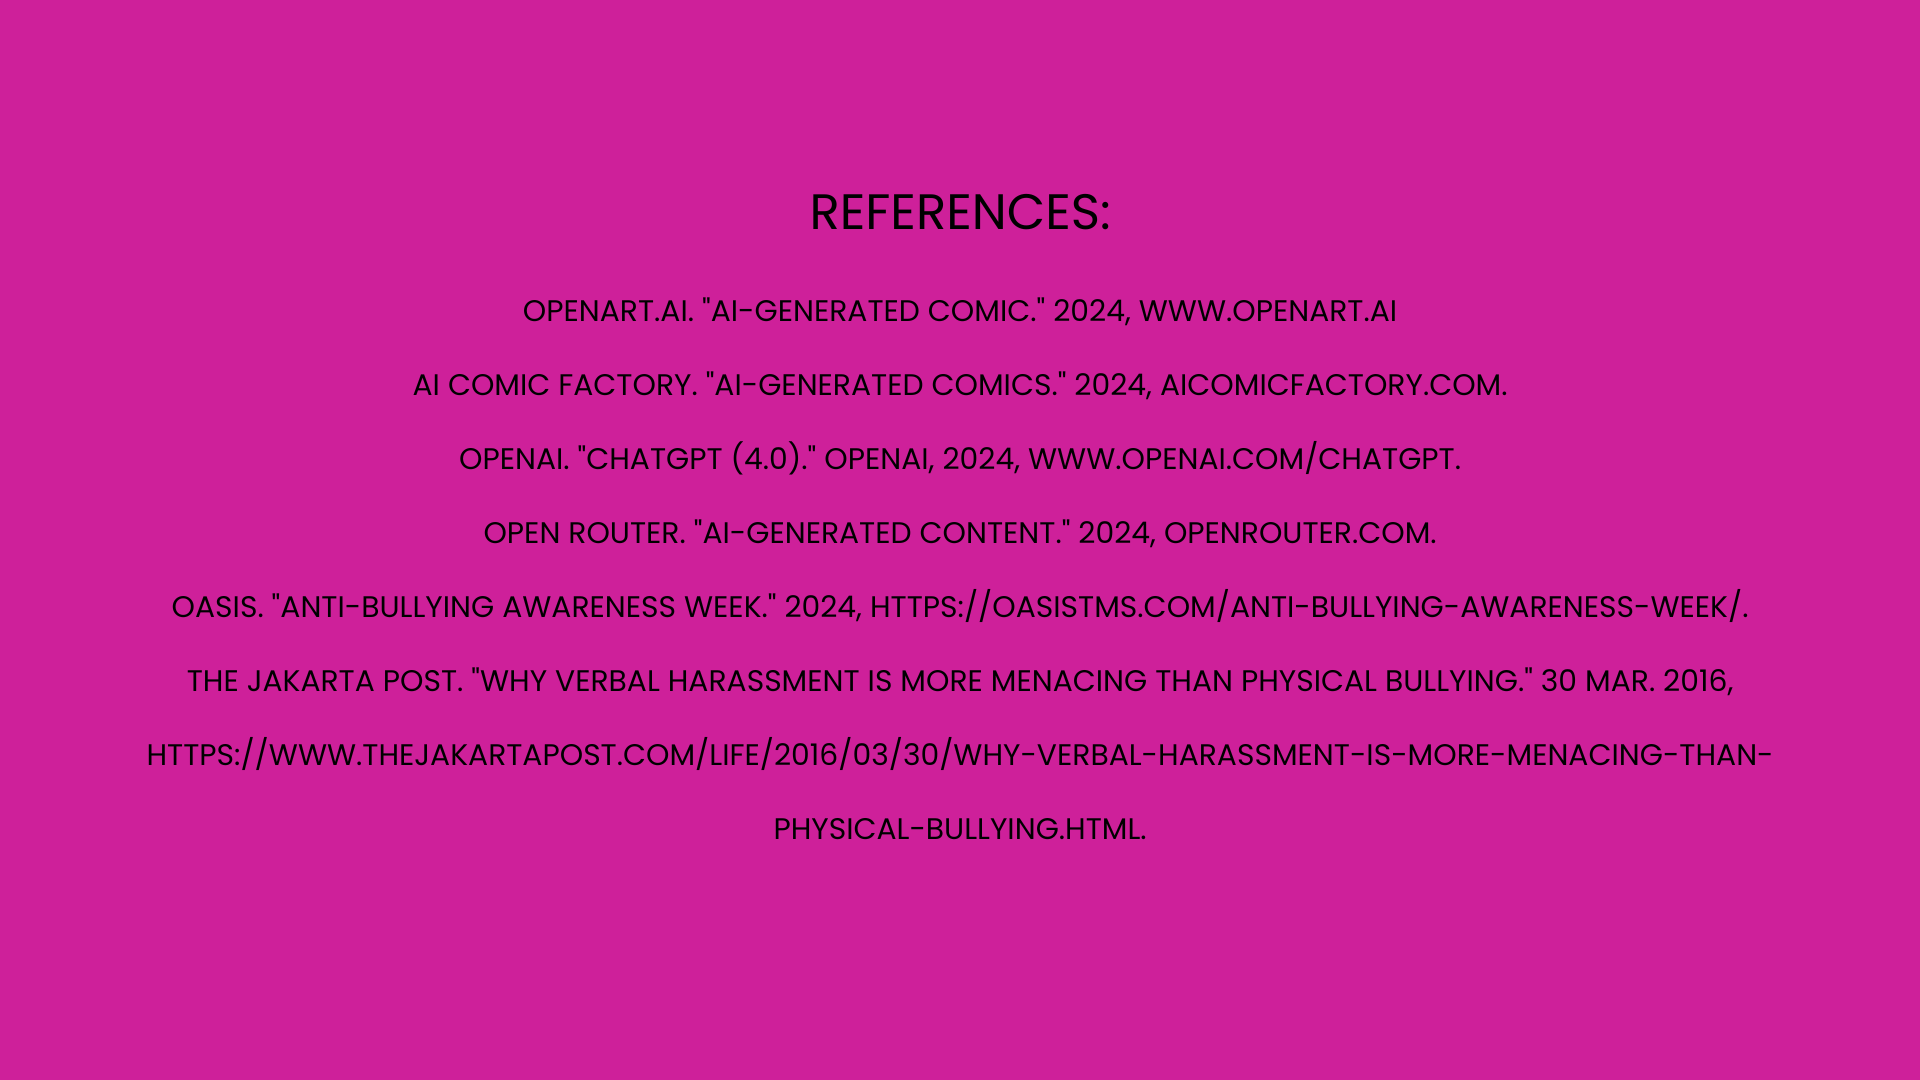 REFERENCES:
OPENART.AI. "AI-GENERATED COMIC." 2024, WWW.OPENART.AI
AI COMIC FACTORY. "AI-GENERATED COMICS." 2024, AICOMICFACTORY.COM.
OPENAI. "CHATGPT (4.0)." OPENAI, 2024, WWW.OPENAI.COM/CHATGPT.
OPEN ROUTER. "AI-GENERATED CONTENT." 2024, OPENROUTER.COM.
OASIS. "ANTI-BULLYING AWARENESS WEEK." 2024, HTTPS://OASISTMS.COM/ANTI-BULLYING-AWARENESS-WEEK/.
THE JAKARTA POST. "WHY VERBAL HARASSMENT IS MORE MENACING THAN PHYSICAL BULLYING." 30 MAR. 2016,
HTTPS://WWW.THEJAKARTAPOST.COM/LIFE/2016/03/30/WHY-VERBAL-HARASSMENT-IS-MORE-MENACING-THAN-
PHYSICAL-BULLYING.HTML.